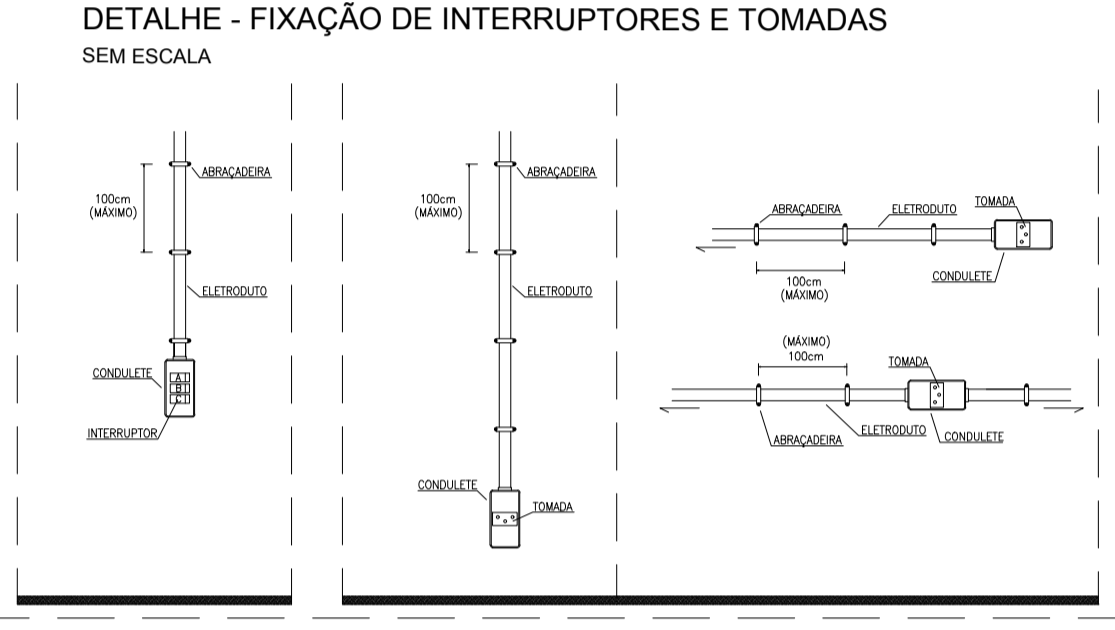 DETALHE - FIXAÇÃO DE INTERRUPTORES E TOMADAS
SEM ESCALA
ABRAÇADEIRA
100cm
(MÁXIMO)
ELETRODUTO
CONDULETE
A
B
C
INTERRUPTOR
ABRAÇADEIRA
100cm
(MÁXIMO)
ELETRODUTO
CONDULETE
TOMADA
ABRAÇADEIRA
ELETRODUTO
TOMADA
100cm
(MÁXIMO)
CONDULETE
(MÁXIMO)
100cm
TOMADA
ABRAÇADEIRA
ELETRODUTO
CONDULETE